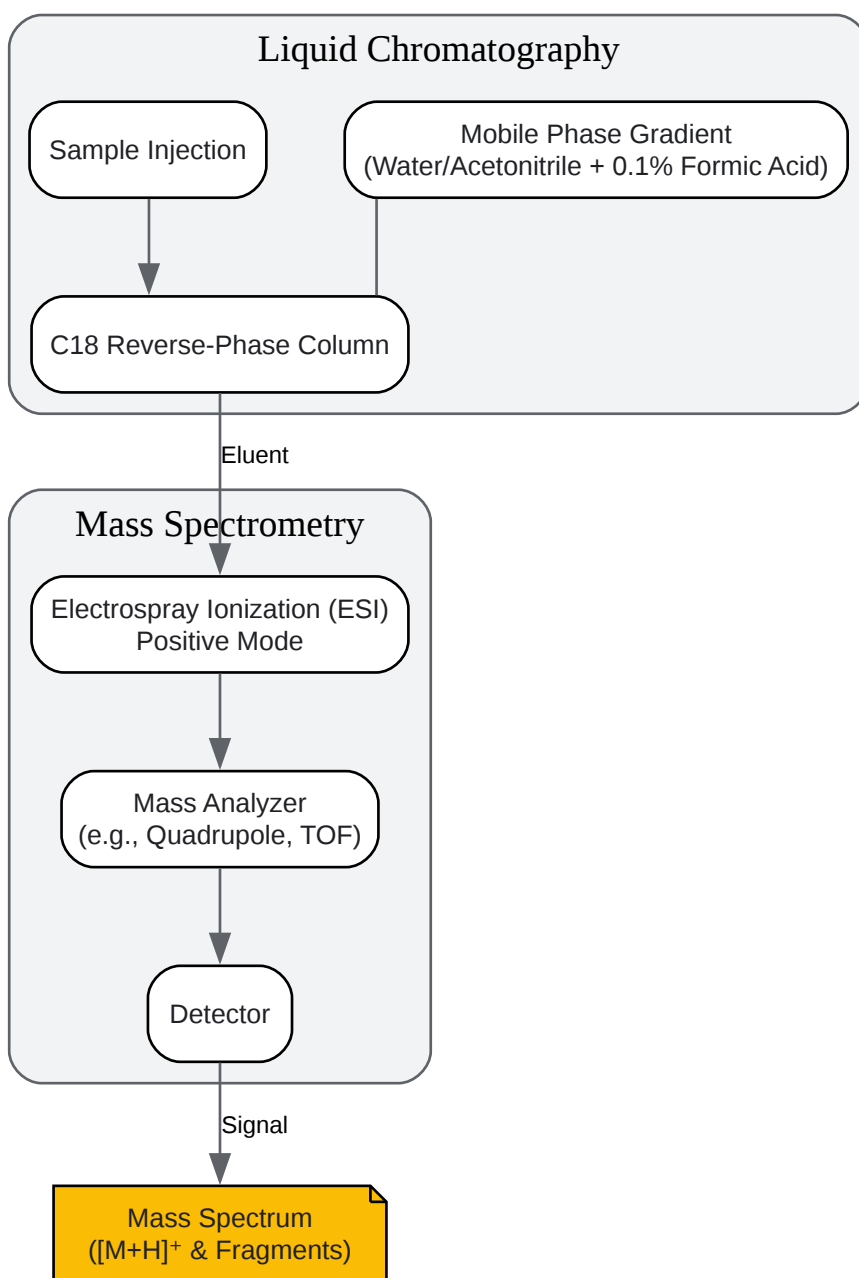 Liquid Chromatography
Sample Injection
Mobile Phase Gradient
(Water/Acetonitrile + 0.1% Formic Acid)
C18 Reverse-Phase Column
Eluent
Mass Spectrometry
Electrospray Ionization (ESI)
Positive Mode
Mass Analyzer
(e.g., Quadrupole, TOF)
Detector
Signal
Mass Spectrum
([M+H]⁺ & Fragments)